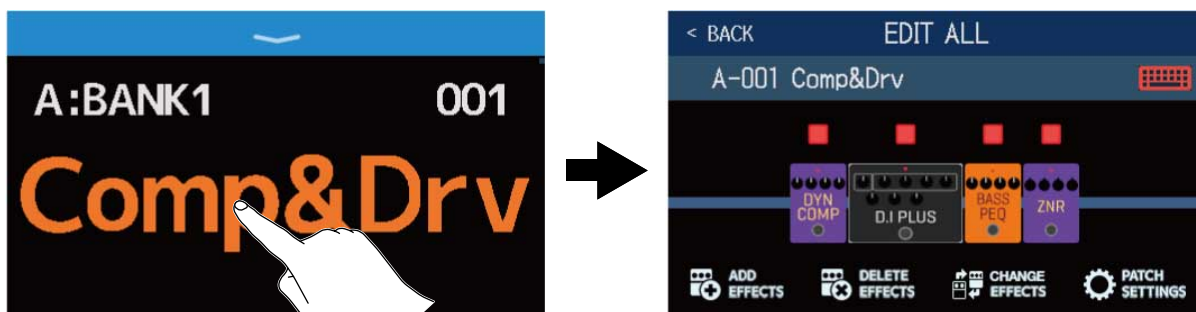 A:BANK1 001
Comp&Drv
< BACK EDIT ALL
A-001 Comp&Drv
DYN
COMP
D.I PLUS
BASS
PEQ
ZNR
ADD
EFFECTS
DELETE
EFFECTS
CHANGE
EFFECTS
PATCH
SETTINGS